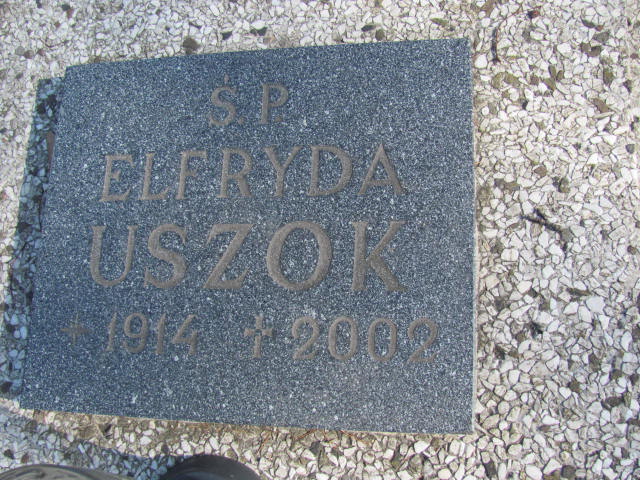 Ś.P.
ELFRYDA
USZOK
* 1914 ✝ 2002